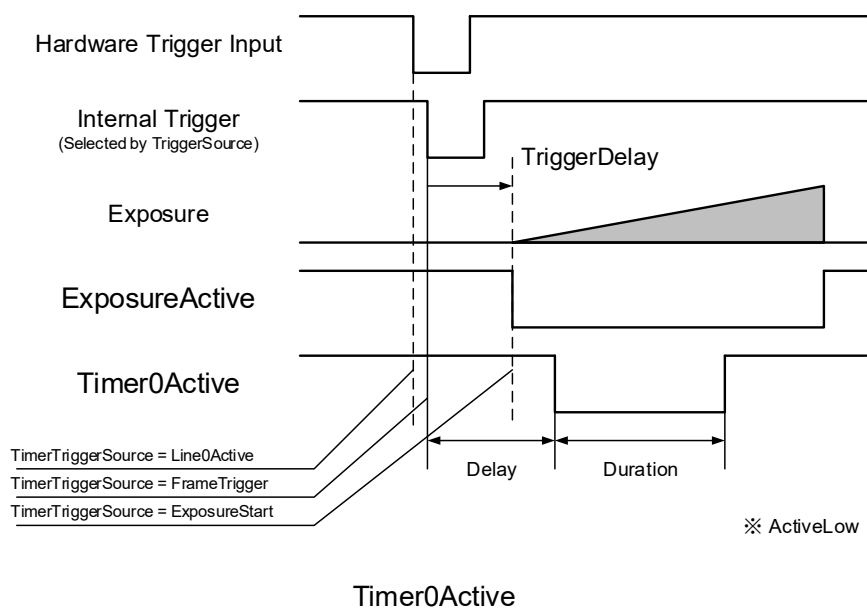 Hardware Trigger Input
Internal Trigger
(Selected by TriggerSource)
TriggerDelay
Exposure
ExposureActive
Timer0Active
TimerTriggerSource = Line0Active
TimerTriggerSource = FrameTrigger
TimerTriggerSource = ExposureStart
Delay
Duration
※ ActiveLow
Timer0Active